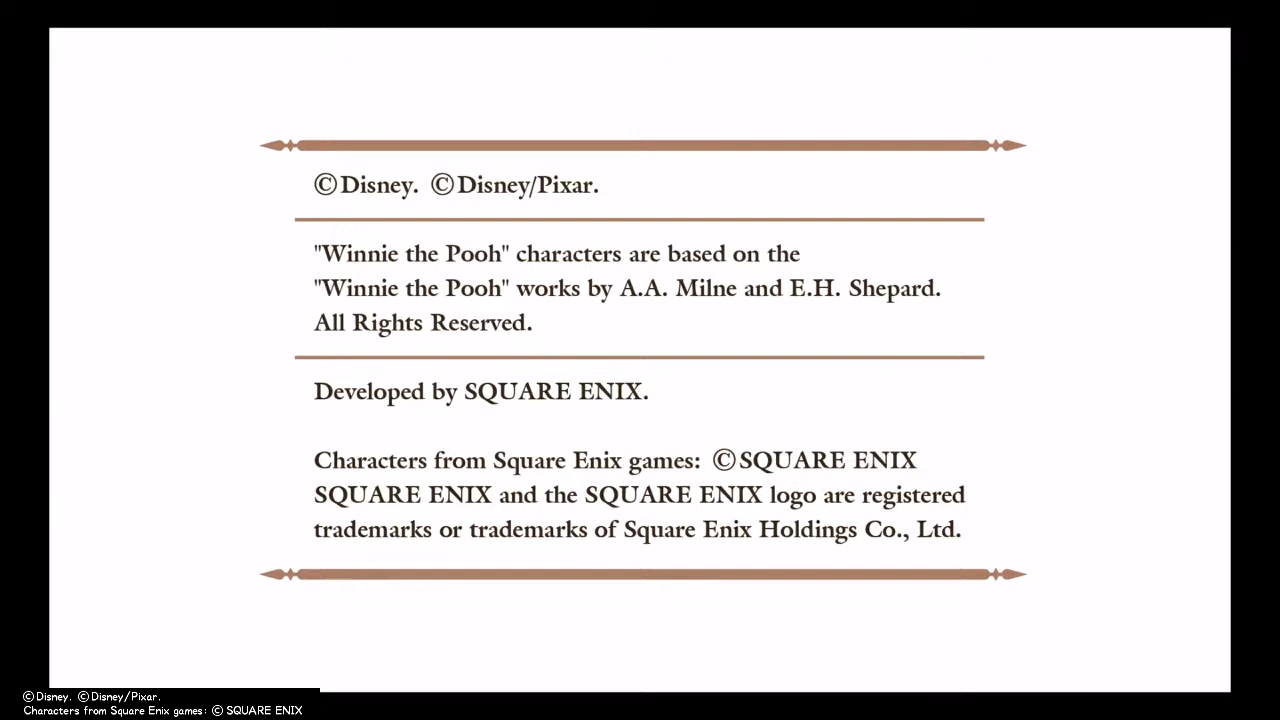 ©Disney. ©Disney/Pixar.
"Winnie the Pooh" characters are based on the
"Winnie the Pooh" works by A.A. Milne and E.H. Shepard.
All Rights Reserved.
Developed by SQUARE ENIX.
Characters from Square Enix games: ©SQUARE ENIX
SQUARE ENIX and the SQUARE ENIX logo are registered
trademarks or trademarks of Square Enix Holdings Co., Ltd.
©Disney. ©Disney/Pixar.
Characters from Square Enix games: © SQUARE ENIX